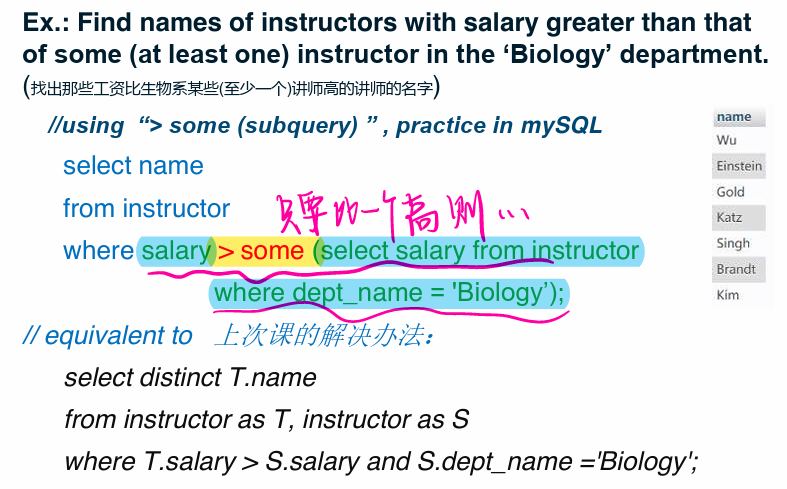 Ex.: Find names of instructors with salary greater than that
of some (at least one) instructor in the ‘Biology’ department.
(找出那些工资比生物系某些(至少一个)讲师高的讲师的名字)
//using “> some (subquery) ” , practice in mySQL
select name
from instructor
只要比一个高则...
where salary > some (select salary from instructor
where dept_name = 'Biology’);
// equivalent to 上次课的解决办法：
select distinct T.name
from instructor as T, instructor as S
where T.salary > S.salary and S.dept_name ='Biology';
name
Wu
Einstein
Gold
Katz
Singh
Brandt
Kim